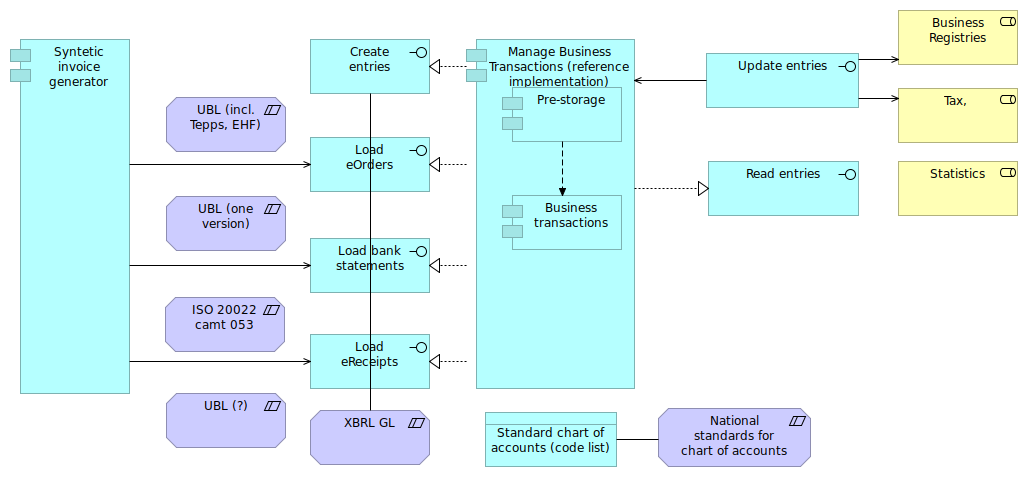 Syntetic
invoice
generator
UBL (incl.
Tepps, EHF)
UBL (one
version)
ISO 20022
camt 053
UBL (?)
Create
entries
Load
eOrders
Load bank
statements
Load
eReceipts
XBRL GL
Manage Business
Transactions (reference
implementation)
Pre-storage
Business
transactions
Standard chart of
accounts (code list)
National
standards for
chart of accounts
Update entries
Read entries
Business
Registries
Tax,
Statistics